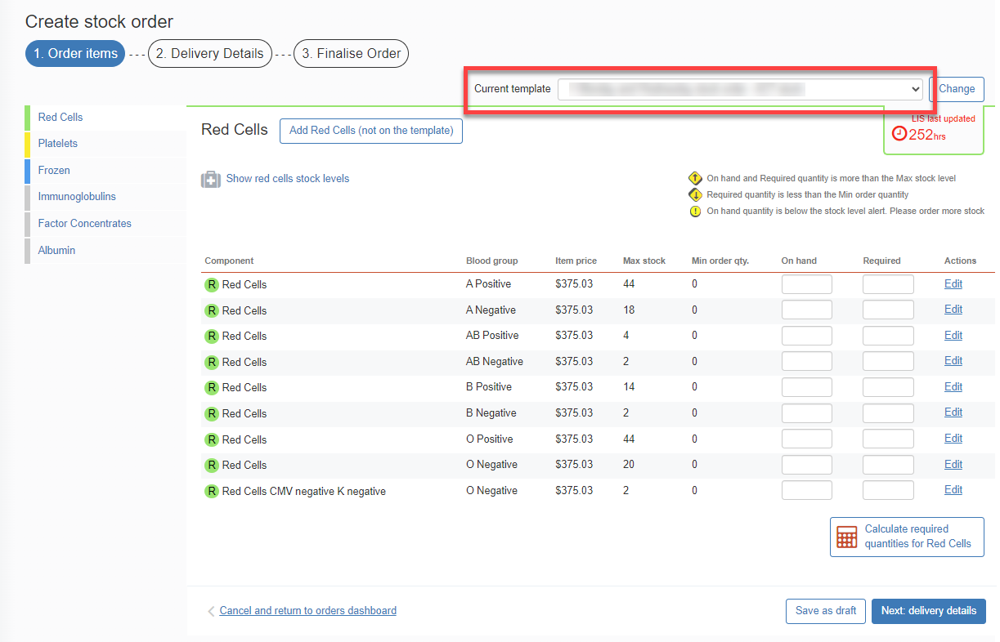 Create stock order
1. Order items --- 2. Delivery Details --- 3. Finalise Order
Current template
Change
Red Cells
Platelets
Frozen
Immunoglobulins
Factor Concentrates
Albumin
Red Cells Add Red Cells (not on the template)
LIS last updated
252hrs
Show red cells stock levels
On hand and Required quantity is more than the Max stock level
Required quantity is less than the Min order quantity
On hand quantity is below the stock level alert. Please order more stock
Component Blood group Item price Max stock Min order qty. On hand Required Actions
R Red Cells A Positive $375.03 44 0 Edit
R Red Cells A Negative $375.03 18 0 Edit
R Red Cells AB Positive $375.03 4 0 Edit
R Red Cells AB Negative $375.03 2 0 Edit
R Red Cells B Positive $375.03 14 0 Edit
R Red Cells B Negative $375.03 2 0 Edit
R Red Cells O Positive $375.03 44 0 Edit
R Red Cells O Negative $375.03 20 0 Edit
R Red Cells CMV negative K negative O Negative $375.03 2 0 Edit
Calculate required
quantities for Red Cells
Cancel and return to orders dashboard
Save as draft
Next: delivery details